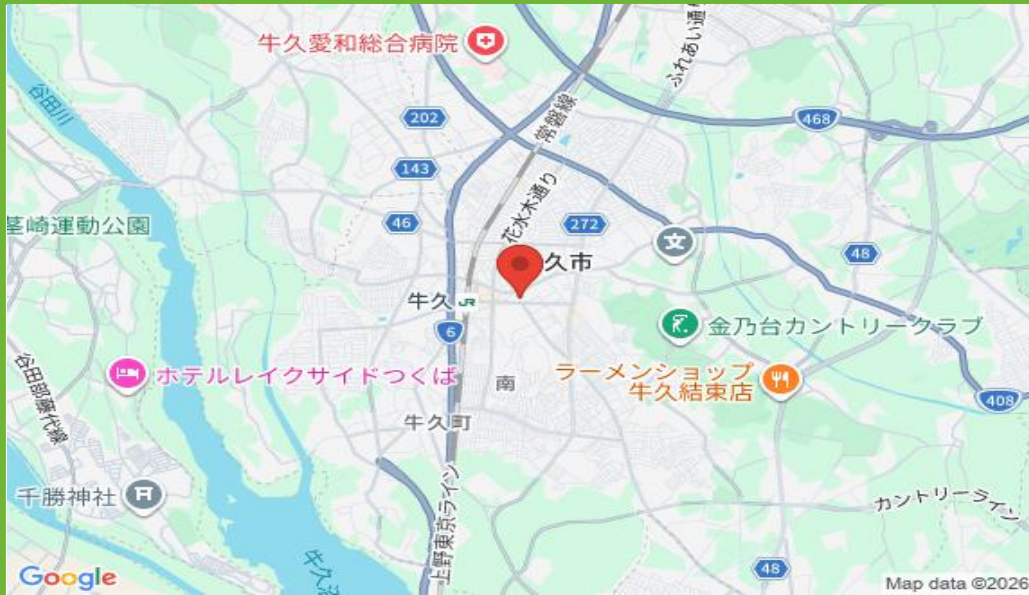 牛久愛和総合病院
ふれあい通り
谷田川
常磐線
202
468
143
花水木通り
茎崎運動公園
46
272
48
久市
牛久 JR
6
金乃台カントリークラブ
ホテルレイクサイドつくば
ラーメンショップ
牛久結束店
南
408
谷田部藤代線
牛久町
千勝神社
カントリーライン
上野東京ライン
牛久沼
48
Google
Map data ©2026